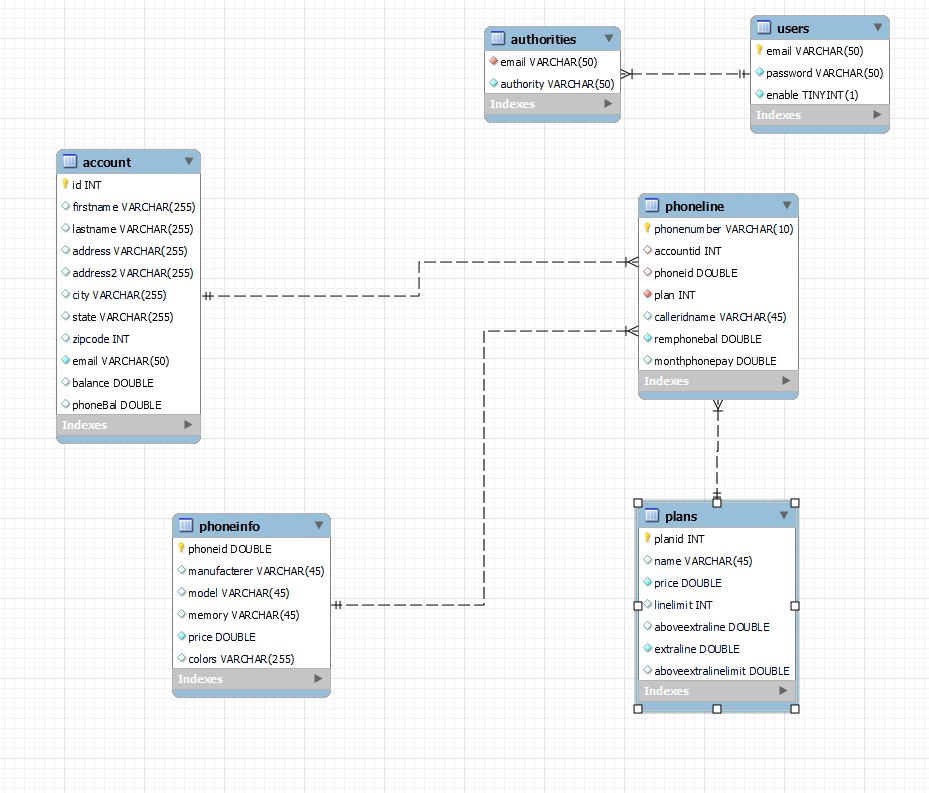 authorities
email VARCHAR(50)
authority VARCHAR(50)
Indexes
users
email VARCHAR(50)
password VARCHAR(50)
enable TINYINT(1)
Indexes
account
id INT
firstname VARCHAR(255)
lastname VARCHAR(255)
address VARCHAR(255)
address2 VARCHAR(255)
city VARCHAR(255)
state VARCHAR(255)
zipcode INT
email VARCHAR(50)
balance DOUBLE
phoneBal DOUBLE
Indexes
phoneline
phonenumber VARCHAR(10)
accountid INT
phoneid DOUBLE
plan INT
calleridname VARCHAR(45)
remphonebal DOUBLE
monthphonepay DOUBLE
Indexes
phoneinfo
phoneid DOUBLE
manufacterer VARCHAR(45)
model VARCHAR(45)
memory VARCHAR(45)
price DOUBLE
colors VARCHAR(255)
Indexes
plans
planid INT
name VARCHAR(45)
price DOUBLE
linelimit INT
aboveextraline DOUBLE
extraline DOUBLE
aboveextralinelimit DOUBLE
Indexes